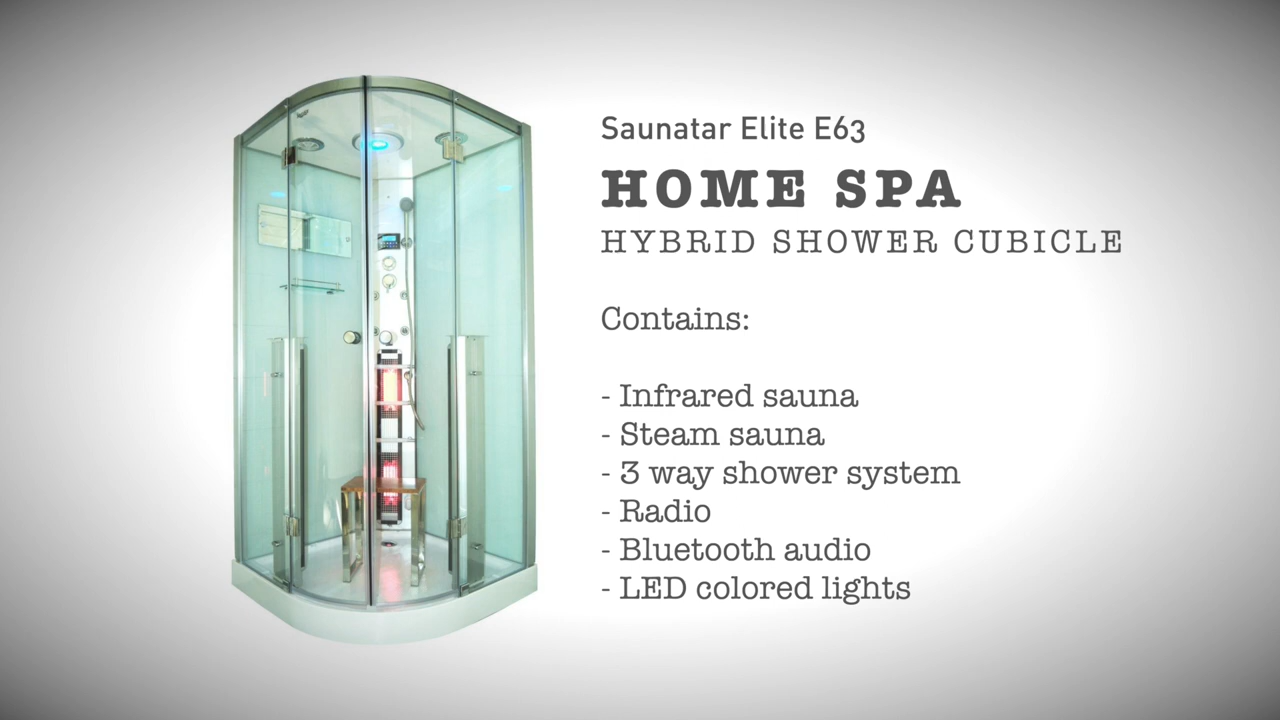 Saunatar Elite E63
HOME SPA
HYBRID SHOWER CUBICLE
Contains:
- Infrared sauna
- Steam sauna
- 3 way shower system
- Radio
- Bluetooth audio
- LED colored lights